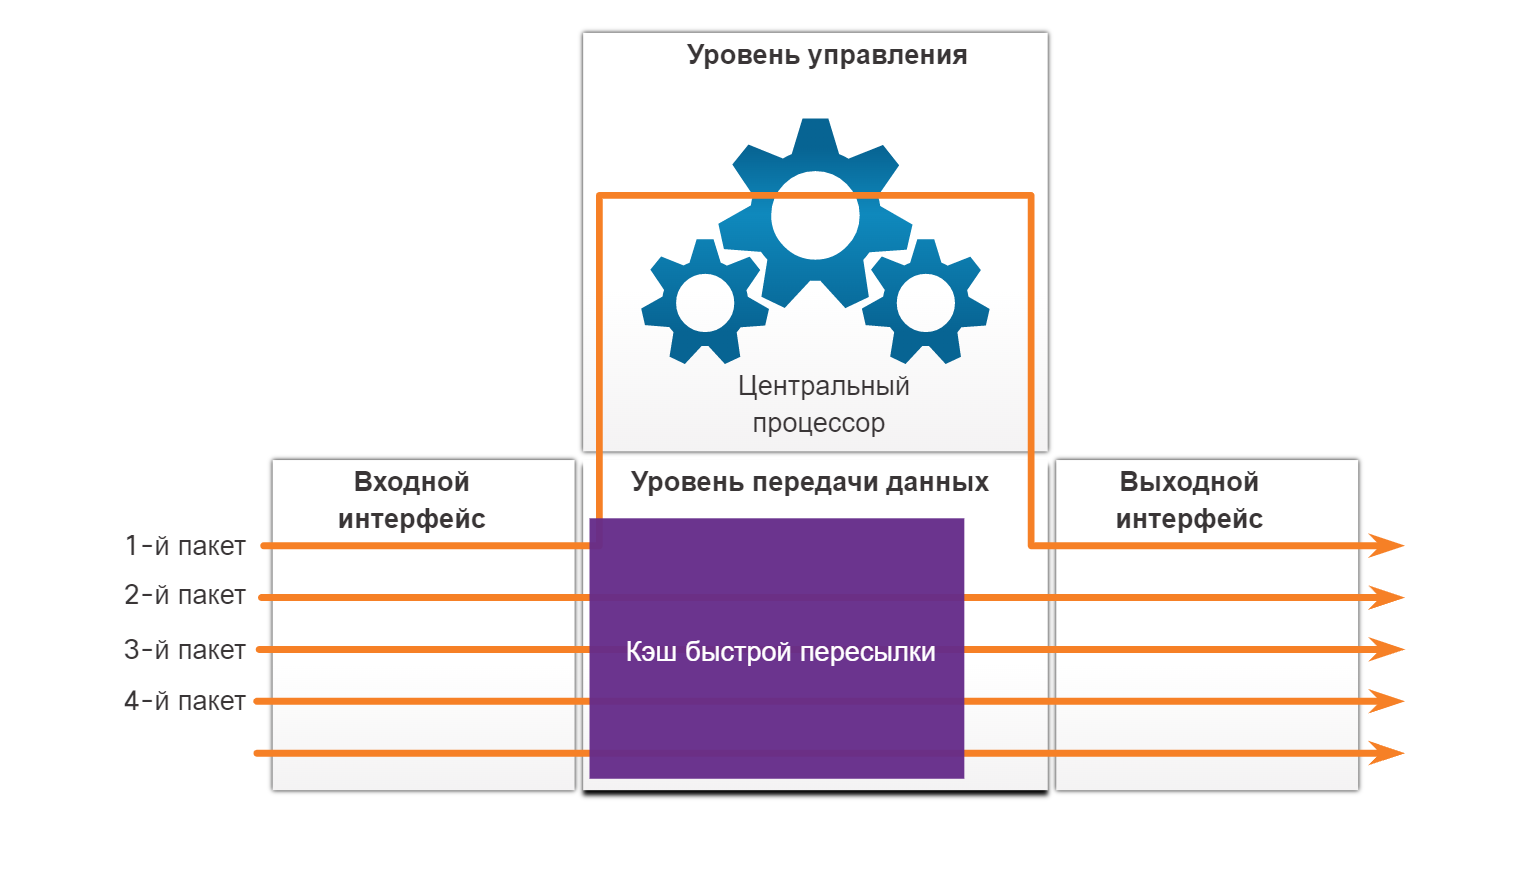 Уровень управления
Центральный
процессор
Входной
интерфейс
Уровень передачи данных
Выходной
интерфейс
1-й пакет
2-й пакет
3-й пакет
4-й пакет
Кэш быстрой пересылки